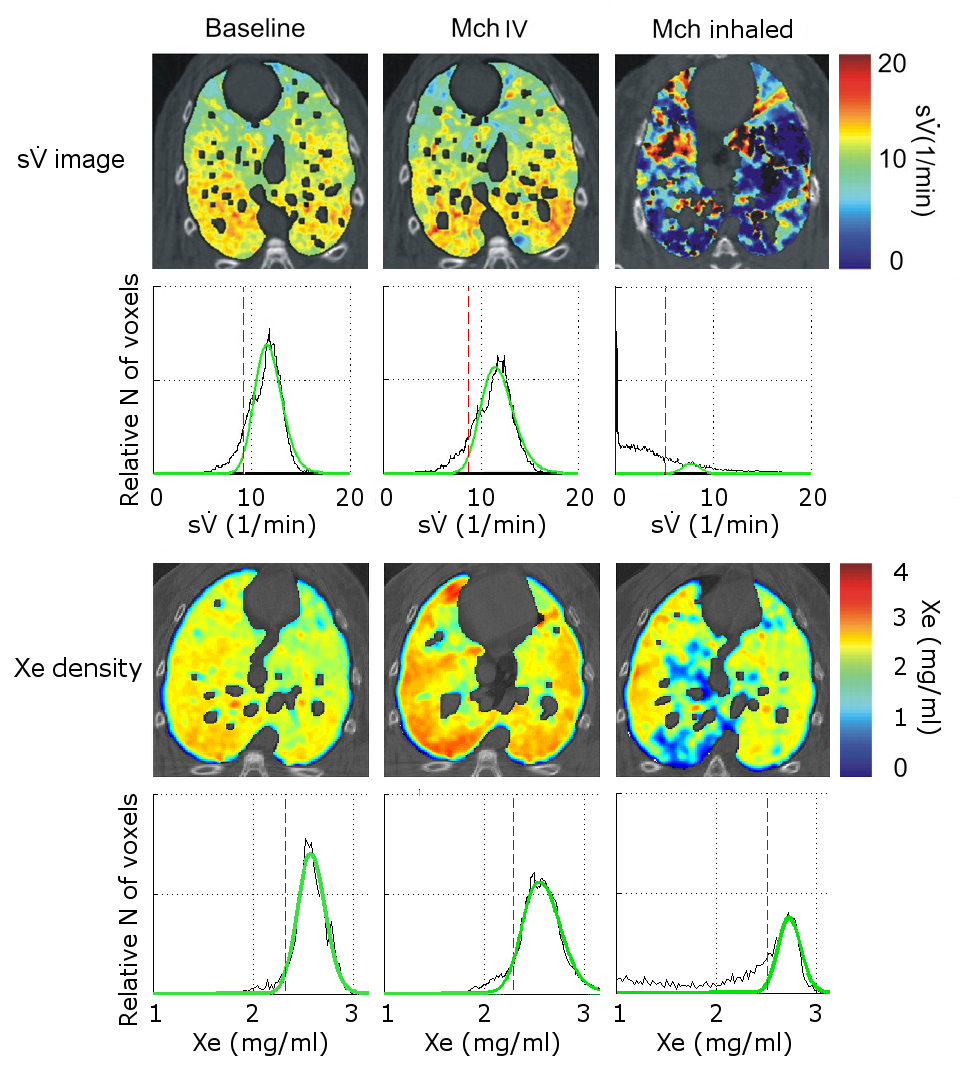 Baseline Mch IV Mch inhaled
sV̇ image
20
10
0
sV̇(1/min)
Relative N of voxels
0 10 20 0 10 20 0 10 20
sV̇ (1/min) sV̇ (1/min) sV̇ (1/min)
Xe density
4
3
2
1
0
Xe (mg/ml)
Relative N of voxels
1 2 3 1 2 3 1 2 3
Xe (mg/ml) Xe (mg/ml) Xe (mg/ml)